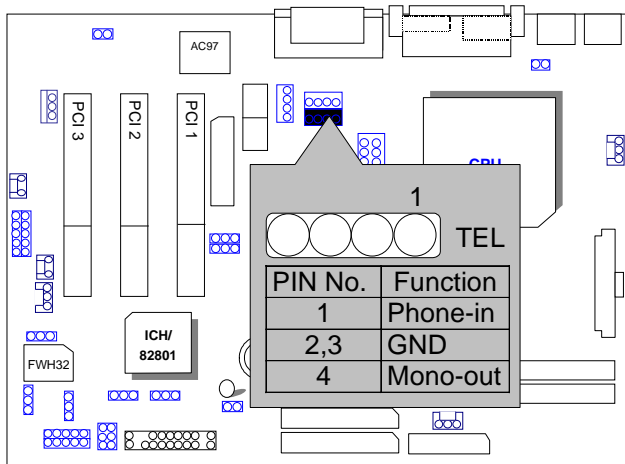 AC97
PCI 3
PCI 2
PCI 1
CPU
1
TEL
PIN No. Function
1 Phone-in
2,3 GND
4 Mono-out
ICH/
82801
FWH32